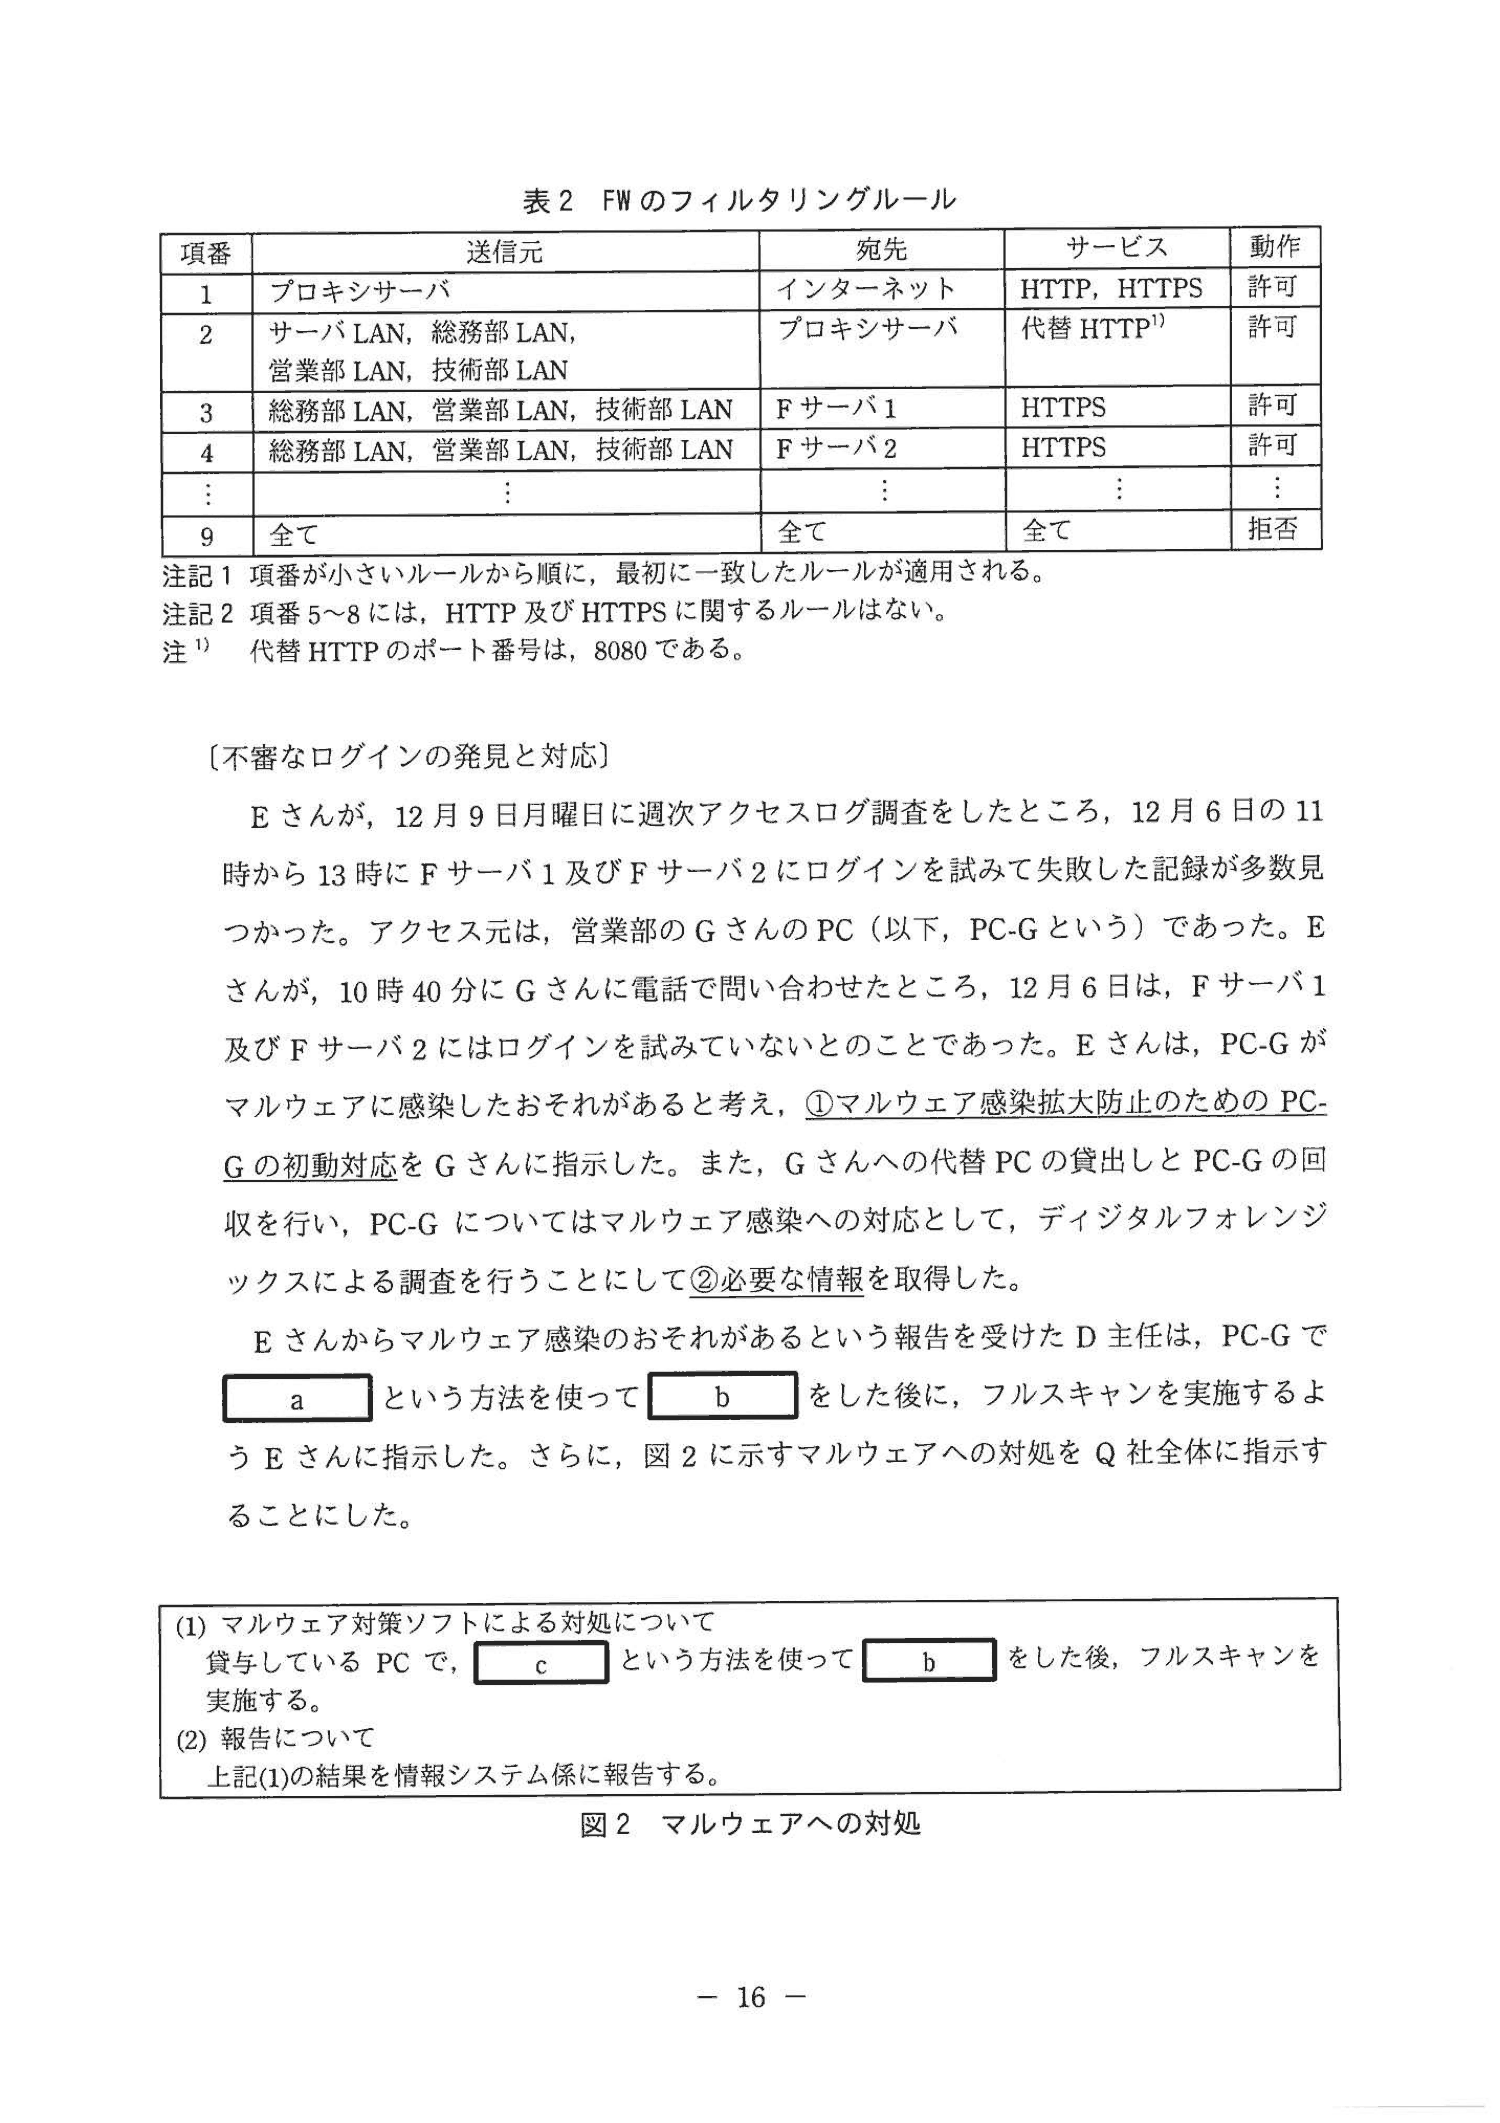 表2 FWのフィルタリングルール
項番 送信元 宛先 サービス 動作
1 プロキシサーバ インターネット HTTP, HTTPS 許可
2 サーバLAN, 総務部LAN, プロキシサーバ 代替HTTP1) 許可
営業部LAN, 技術部LAN
3 総務部LAN, 営業部LAN, 技術部LAN Fサーバ1 HTTPS 許可
4 総務部LAN, 営業部LAN, 技術部LAN Fサーバ2 HTTPS 許可
⋮ ⋮ ⋮ ⋮ ⋮
9 全て 全て 全て 拒否
注記1 項番が小さいルールから順に，最初に一致したルールが適用される。
注記2 項番5～8には，HTTP及びHTTPSに関するルールはない。
注1) 代替HTTPのポート番号は，8080である。
〔不審なログインの発見と対応〕
Eさんが，12月9日月曜日に週次アクセスログ調査をしたところ，12月6日の11
時から13時にFサーバ1及びFサーバ2にログインを試みて失敗した記録が多数見
つかった。アクセス元は，営業部のGさんのPC（以下，PC-Gという）であった。E
さんが，10時40分にGさんに電話で問い合わせたところ，12月6日は，Fサーバ1
及びFサーバ2にはログインを試みていないとのことであった。Eさんは，PC-Gが
マルウェアに感染したおそれがあると考え，①マルウェア感染拡大防止のためのPC-
Gの初動対応をGさんに指示した。また，Gさんへの代替PCの貸出しとPC-Gの回
収を行い，PC-Gについてはマルウェア感染への対応として，ディジタルフォレンジ
ックスによる調査を行うことにして②必要な情報を取得した。
Eさんからマルウェア感染のおそれがあるという報告を受けたD主任は，PC-Gで
a という方法を使って b をした後に，フルスキャンを実施するよ
うEさんに指示した。さらに，図2に示すマルウェアへの対処をQ社全体に指示す
ることにした。
(1) マルウェア対策ソフトによる対処について
貸与しているPCで， c という方法を使って b をした後，フルスキャンを
実施する。
(2) 報告について
上記(1)の結果を情報システム係に報告する。
図2 マルウェアへの対処
－ 16 －